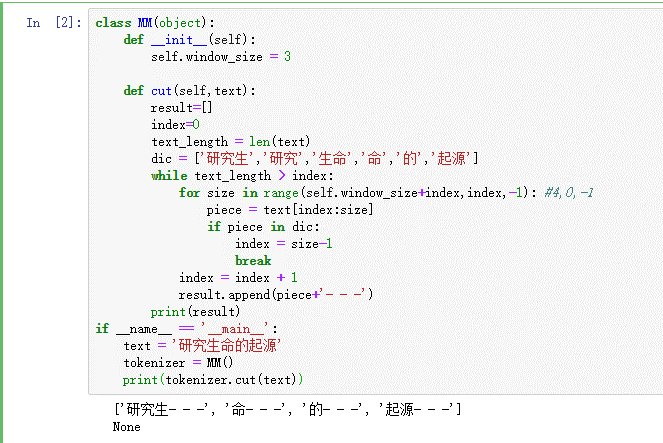 In [2]:
class MM(object):
    def __init__(self):
        self.window_size = 3

    def cut(self,text):
        result=[]
        index=0
        text_length = len(text)
        dic = ['研究生','研究','生命','命','的','起源']
        while text_length > index:
            for size in range(self.window_size+index,index,-1): #4,0,-1
                piece = text[index:size]
                if piece in dic:
                    index = size-1
                    break
            index = index + 1
            result.append(piece+'- - -')
        print(result)
if __name__ == '__main__':
    text = '研究生命的起源'
    tokenizer = MM()
    print(tokenizer.cut(text))
['研究生- - -', '命- - -', '的- - -', '起源- - -']
None